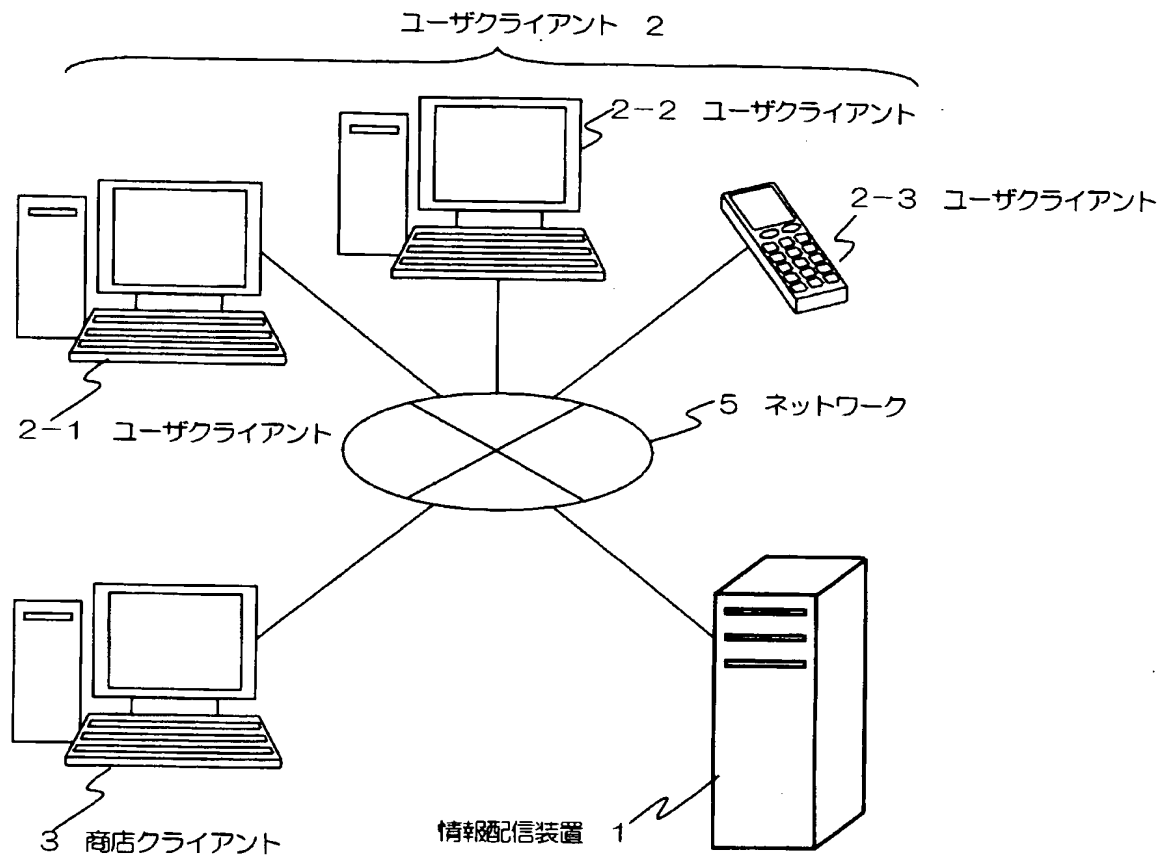 ユーザクライアント 2
2-2 ユーザクライアント
2-3 ユーザクライアント
2-1 ユーザクライアント
5 ネットワーク
3 商店クライアント
情報配信装置 1